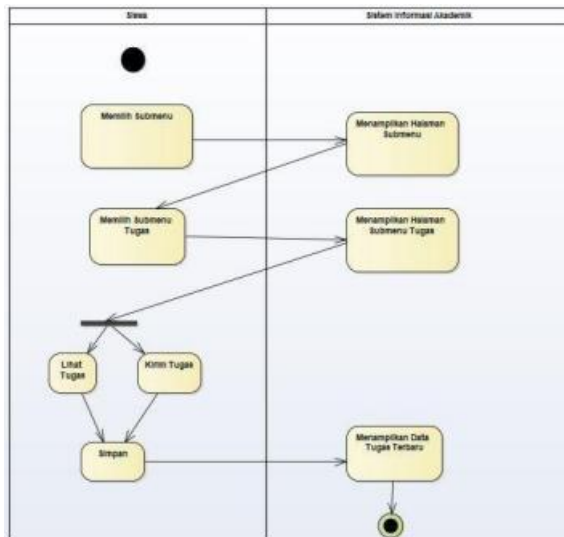 Siswa
Sistem Informasi Akademik
Memilih Submenu
Menampilkan Halaman
Submenu
Memilih Submenu
Tugas
Menampilkan Halaman
Submenu Tugas
Lihat
Tugas
Kirim Tugas
Simpan
Menampilkan Data
Tugas Terbaru